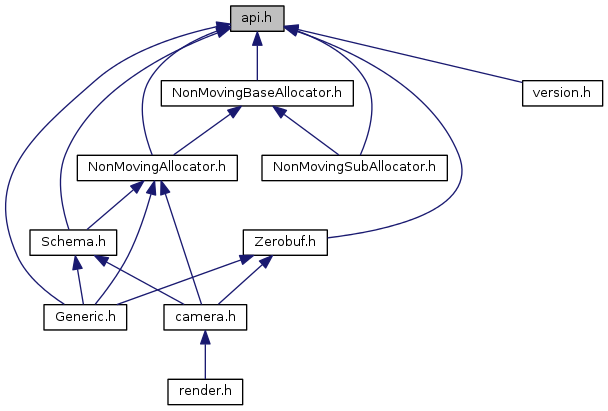 api.h
NonMovingBaseAllocator.h
version.h
NonMovingAllocator.h
NonMovingSubAllocator.h
Schema.h
Zerobuf.h
Generic.h
camera.h
render.h